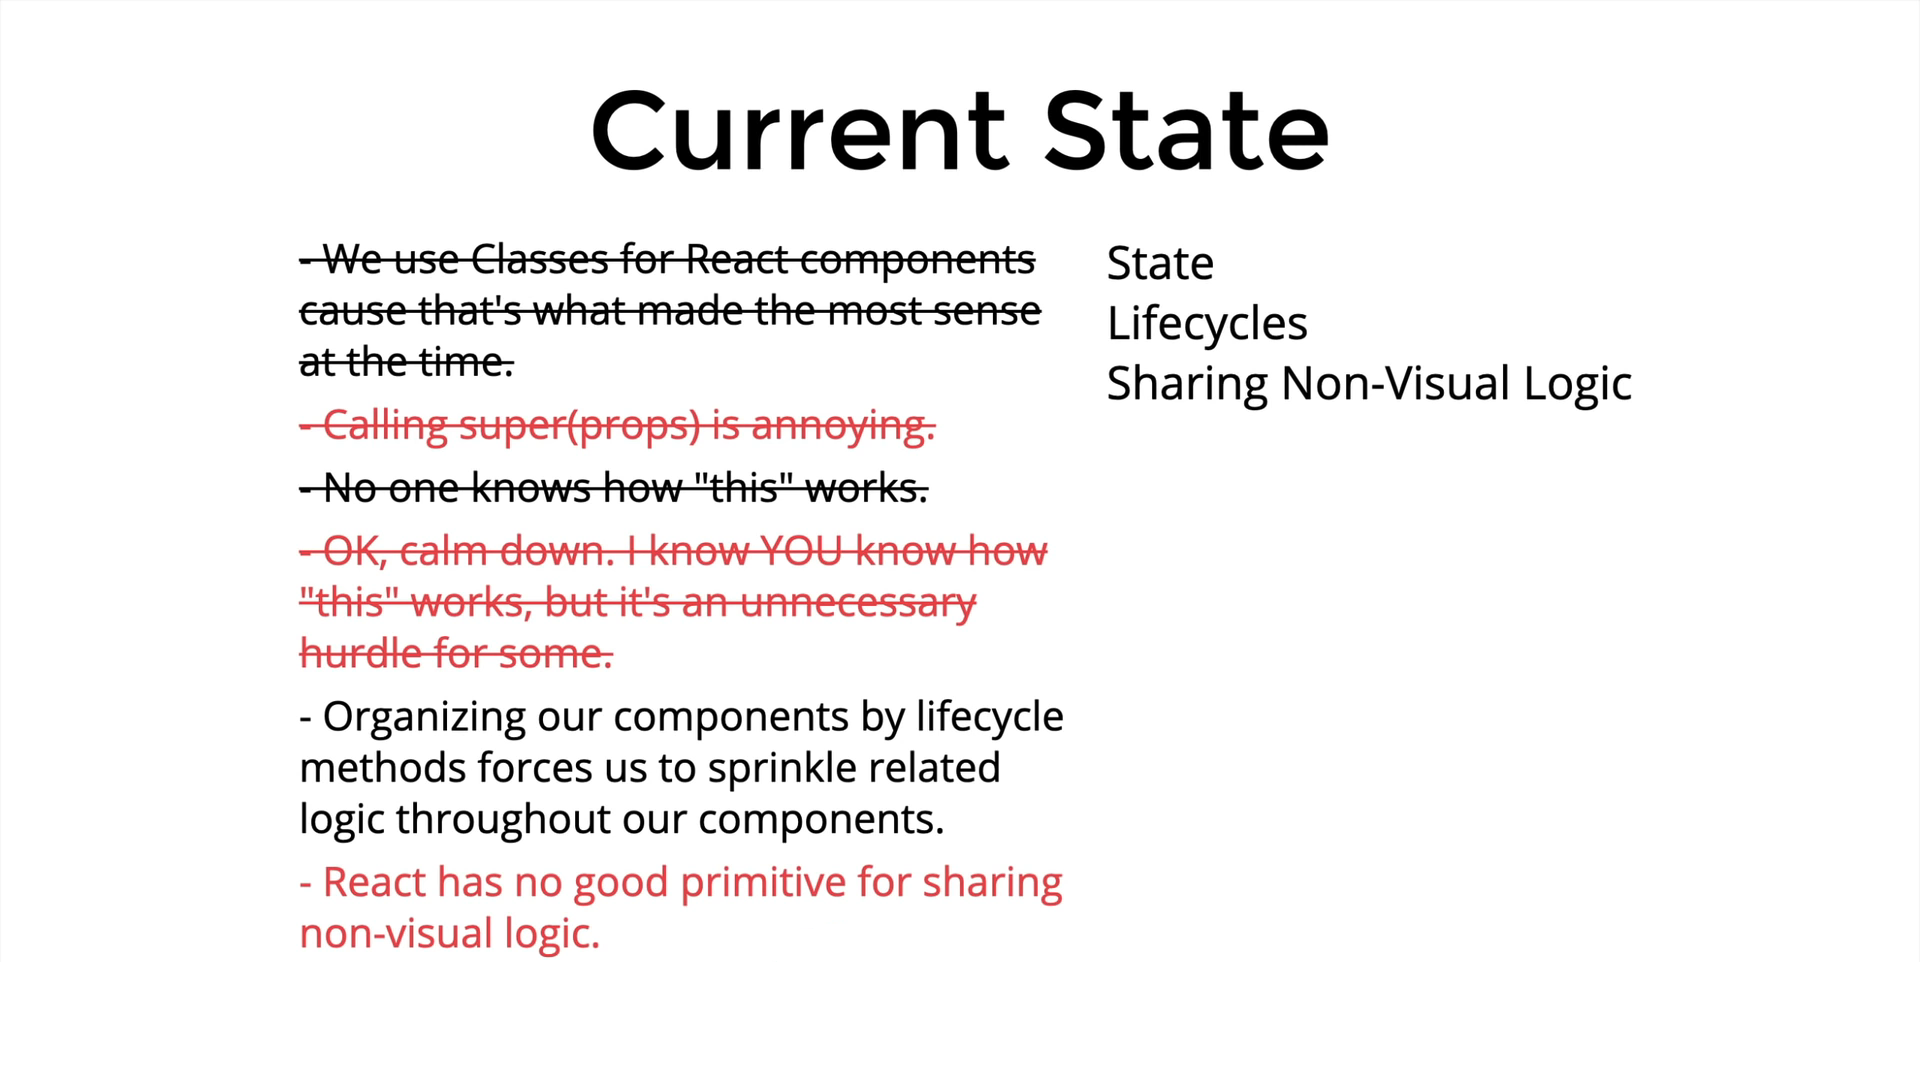 Current State
- We use Classes for React components
cause that's what made the most sense
at the time.
- Calling super(props) is annoying.
- No one knows how "this" works.
- OK, calm down. I know YOU know how
"this" works, but it's an unnecessary
hurdle for some.
- Organizing our components by lifecycle
methods forces us to sprinkle related
logic throughout our components.
- React has no good primitive for sharing
non-visual logic.
State
Lifecycles
Sharing Non-Visual Logic